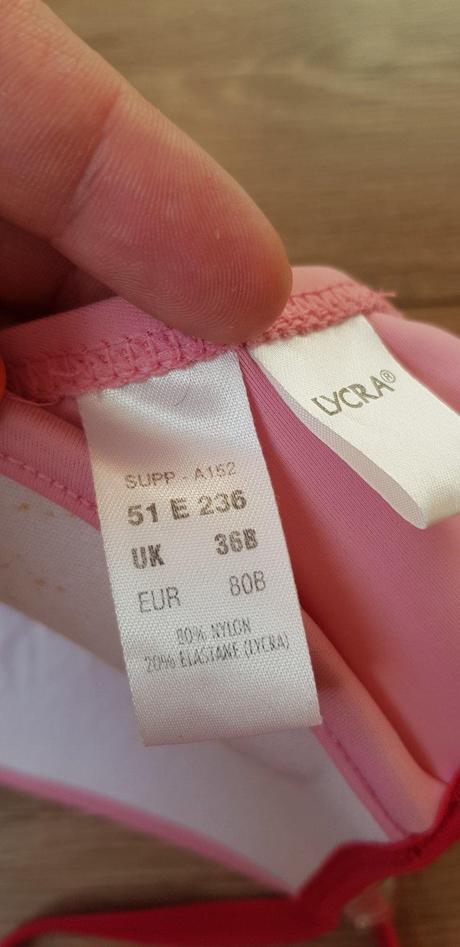 SUPP - A152
51 E 236
UK 36B
EUR 80B
80% NYLON
20% ELASTANE (LYCRA)
LYCRA®